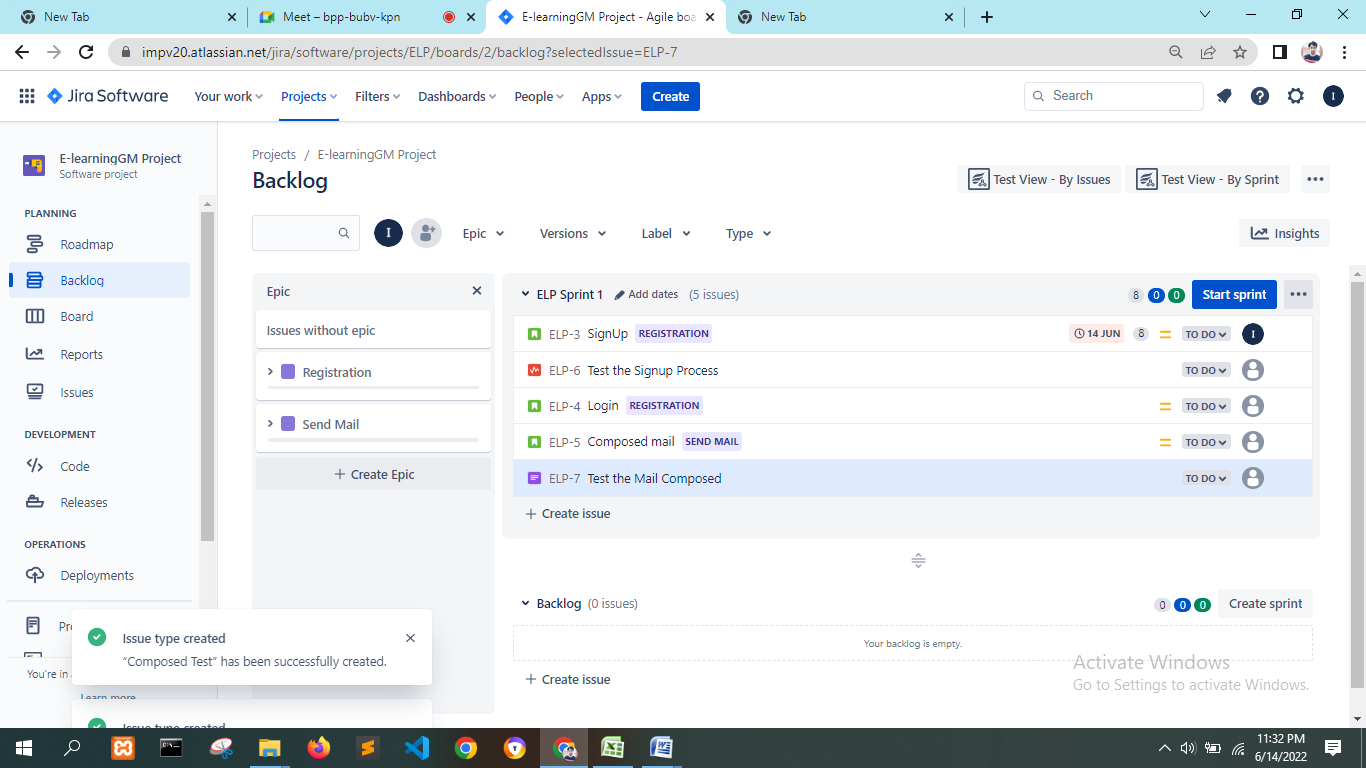 New Tab
Meet – bpp-bubv-kpn
E-learningGM Project - Agile boa
New Tab
impv20.atlassian.net/jira/software/projects/ELP/boards/2/backlog?selectedIssue=ELP-7
Jira Software
Your work
Projects
Filters
Dashboards
People
Apps
Create
Search
I
E-learningGM Project
Software project
PLANNING
Roadmap
Backlog
Board
Reports
Issues
DEVELOPMENT
Code
Releases
OPERATIONS
Deployments
Pr
You're in
Learn more
Projects / E-learningGM Project
Backlog
Test View - By Issues
Test View - By Sprint
I
Epic
Versions
Label
Type
Insights
Epic
Issues without epic
Registration
Send Mail
+ Create Epic
ELP Sprint 1 Add dates (5 issues)
8 0 0 Start sprint
ELP-3 SignUp REGISTRATION 14 JUN 8 TO DO I
ELP-6 Test the Signup Process TO DO
ELP-4 Login REGISTRATION TO DO
ELP-5 Composed mail SEND MAIL TO DO
ELP-7 Test the Mail Composed TO DO
+ Create issue
Backlog (0 issues) 0 0 0 Create sprint
Your backlog is empty.
+ Create issue
Issue type created
“Composed Test” has been successfully created.
Issue type created
Activate Windows
Go to Settings to activate Windows.
11:32 PM
6/14/2022